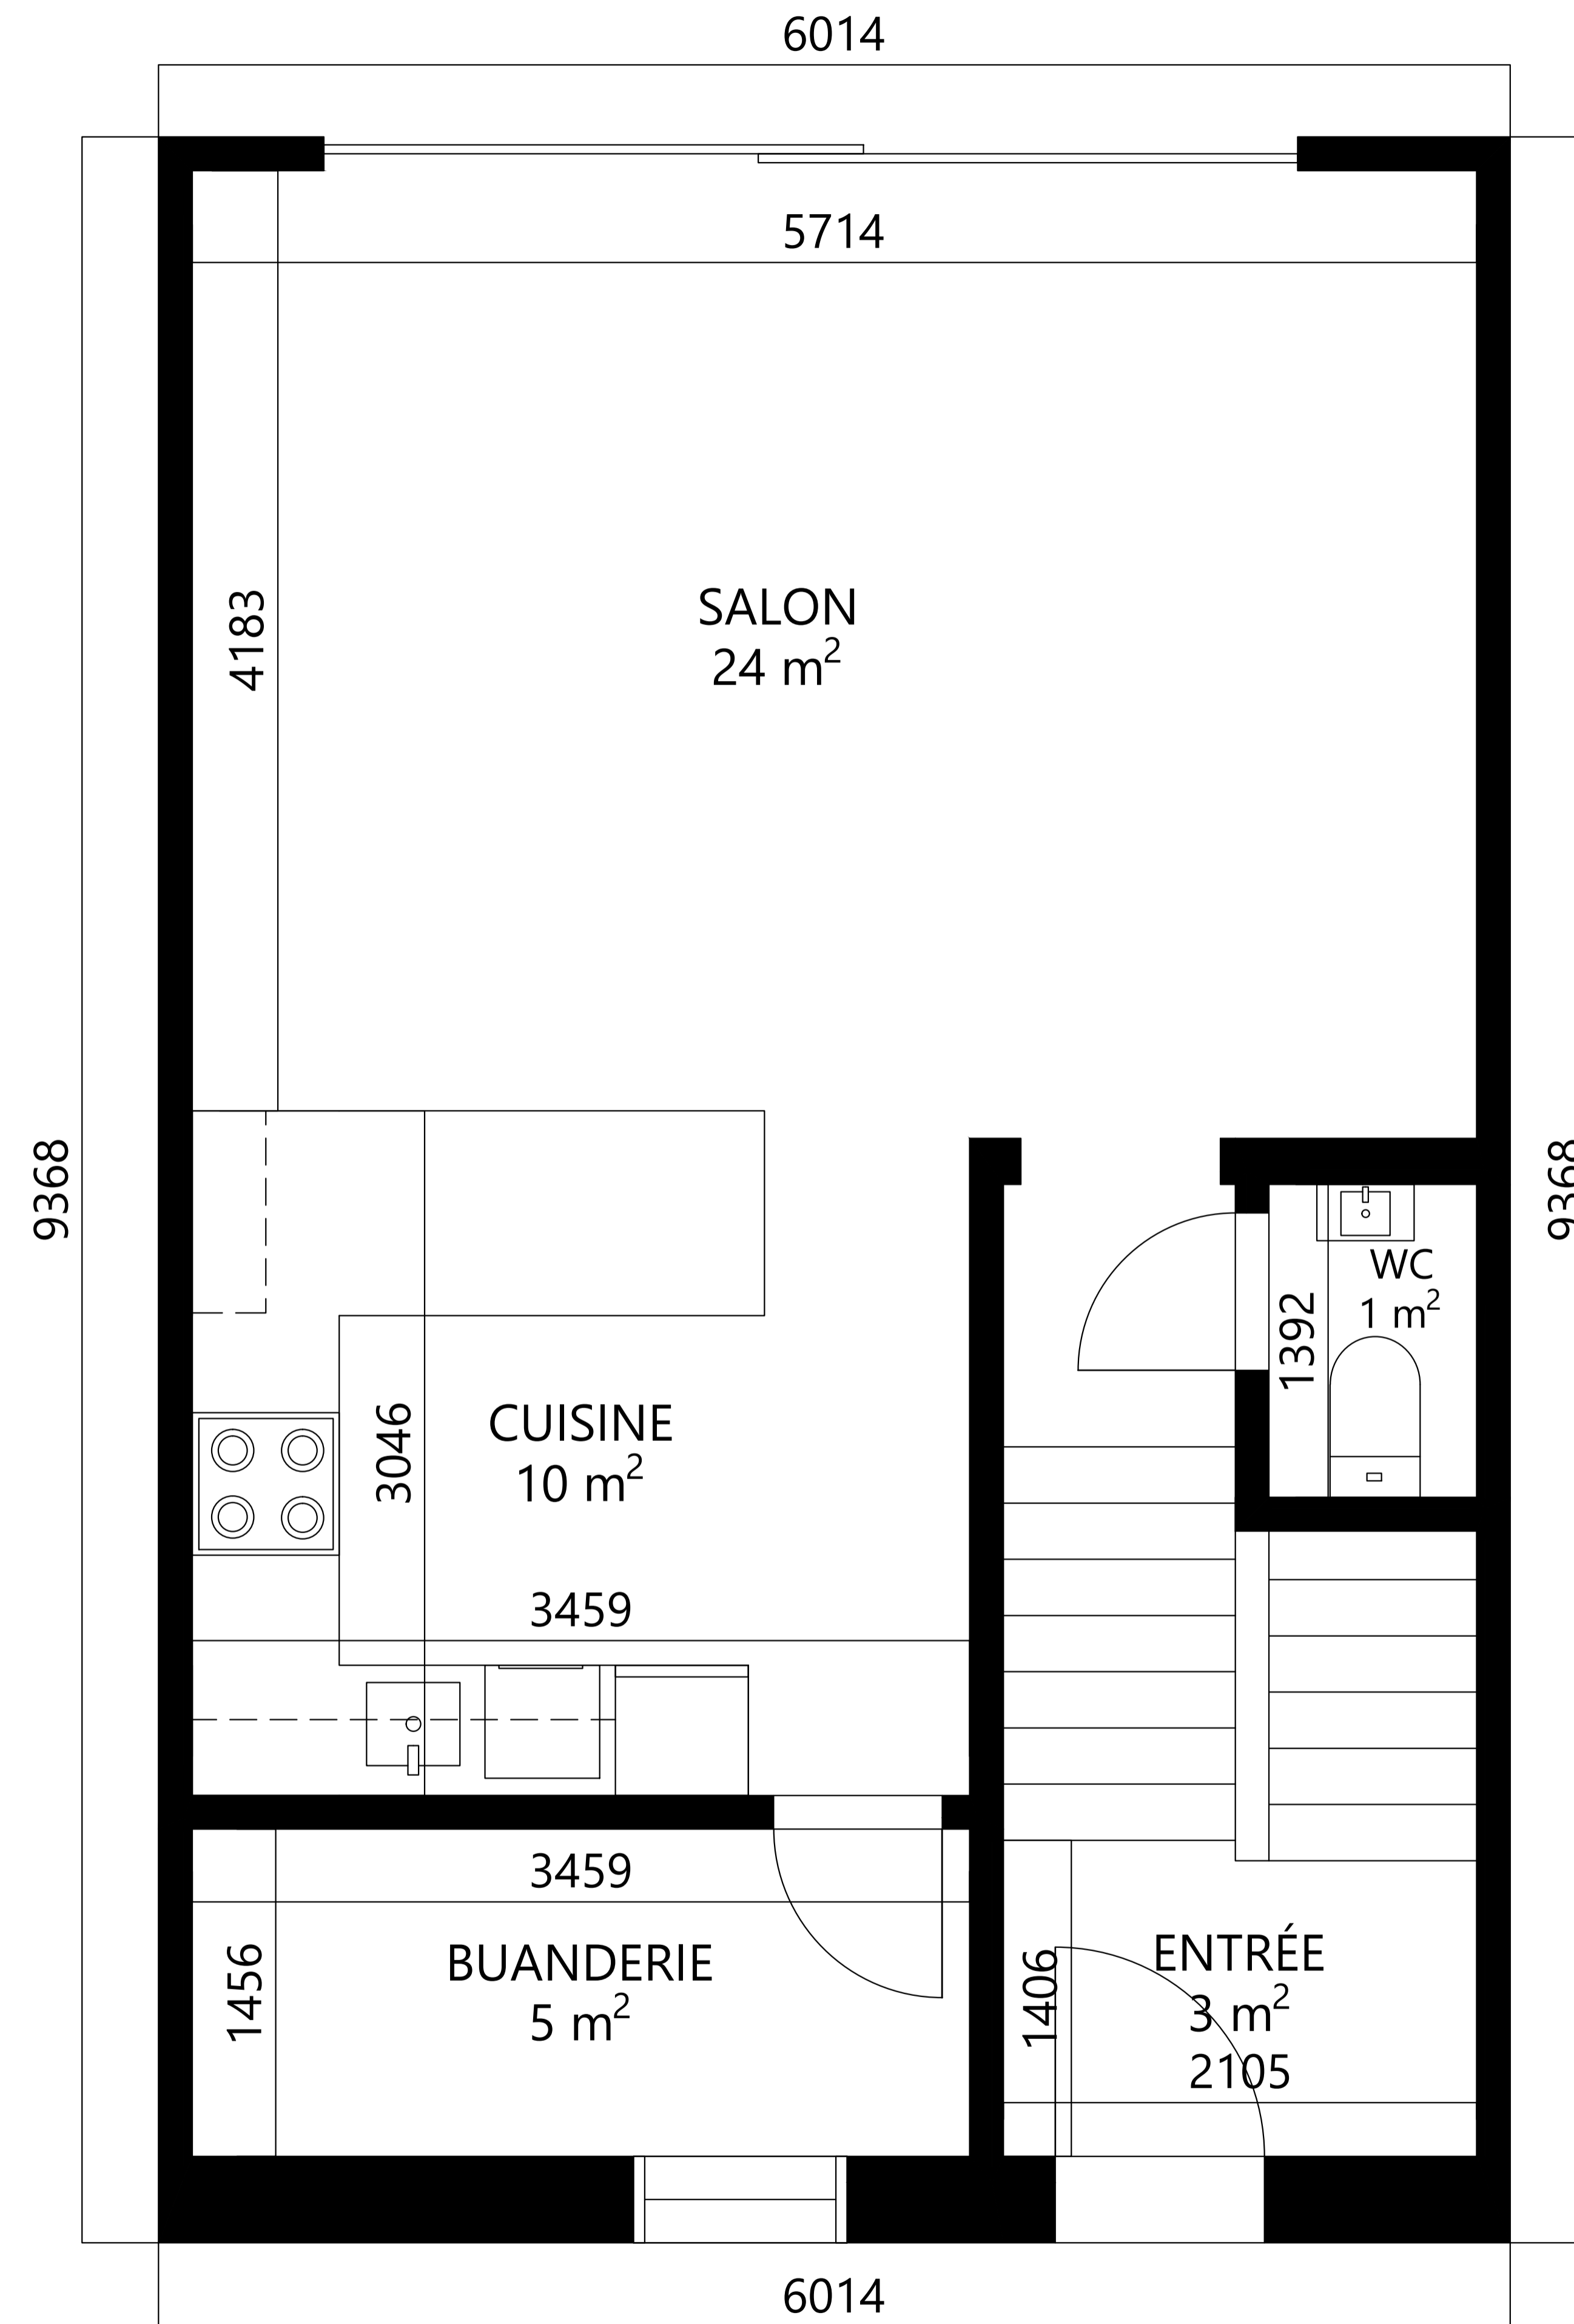 6014
5714
4183
SALON
24 m²
9368
9368
WC
1 m²
1392
3046
CUISINE
10 m²
3459
3459
BUANDERIE
5 m²
1456
1406
ENTRÉE
3 m²
2105
6014